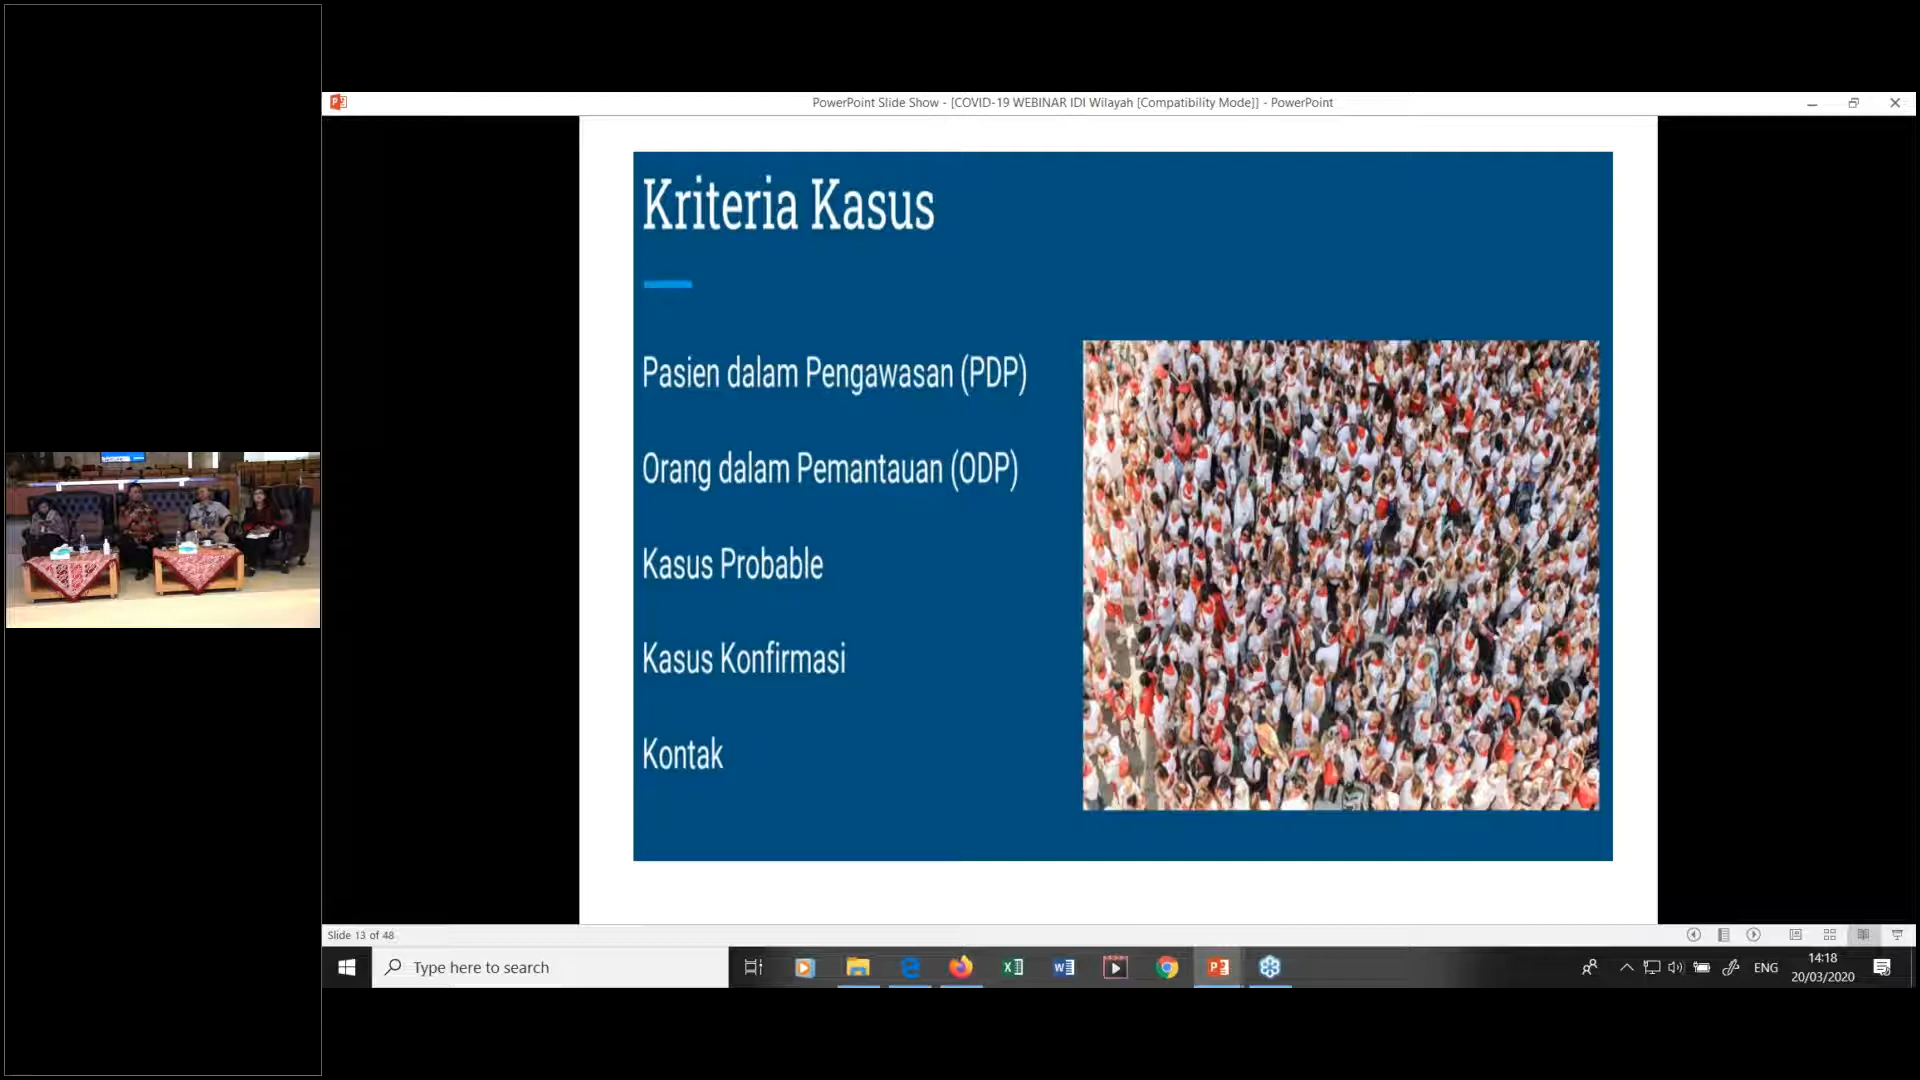 PowerPoint Slide Show - [COVID-19 WEBINAR IDI Wilayah [Compatibility Mode]] - PowerPoint
Kriteria Kasus
Pasien dalam Pengawasan (PDP)
Orang dalam Pemantauan (ODP)
Kasus Probable
Kasus Konfirmasi
Kontak
Slide 13 of 48
Type here to search
ENG
14:18
20/03/2020